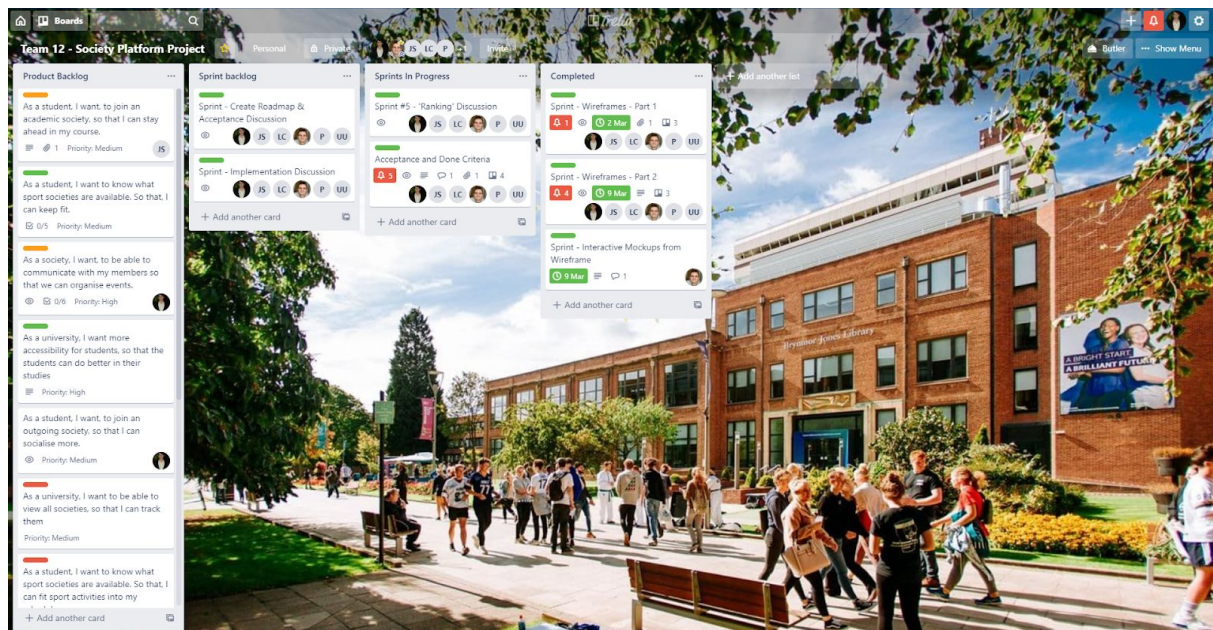 Boards
Trello
Team 12 - Society Platform Project
Personal
Private
JS
LC
P
+1
Invite
Butler
Show Menu
Product Backlog
As a student, I want, to join an
academic society, so that I can stay
ahead in my course.
1 Priority: Medium
JS
As a student, I want to know what
sport societies are available. So that, I
can keep fit.
0/5 Priority: Medium
As a society, I want, to be able to
communicate with my members so
that we can organise events.
0/6 Priority: High
As a university, I want more
accessibility for students, so that the
students can do better in their
studies
Priority: High
As a student, I want, to join an
outgoing society. so that I can
socialise more.
Priority: Medium
As a university, I want to be able to
view all societies, so that I can track
them
Priority: Medium
As a student, I want to know what
sport societies are available. So that, I
can fit sport activities into my
+ Add another card
Sprint backlog
Sprint - Create Roadmap &
Acceptance Discussion
JS LC P UU
Sprint - Implementation Discussion
JS LC P UU
+ Add another card
Sprints In Progress
Sprint #5 - 'Ranking' Discussion
JS LC P UU
Acceptance and Done Criteria
5 1 1 4
JS LC P UU
+ Add another card
Completed
Sprint - Wireframes - Part 1
1 2 Mar 1 3
JS LC P UU
Sprint - Wireframes - Part 2
4 9 Mar 3
JS LC P UU
Sprint - Interactive Mockups from
Wireframe
9 Mar 1
+ Add another card
+ Add another list
Brynmor Jones Library
A BRIGHT START.
A BRILLIANT FUTURE.
17